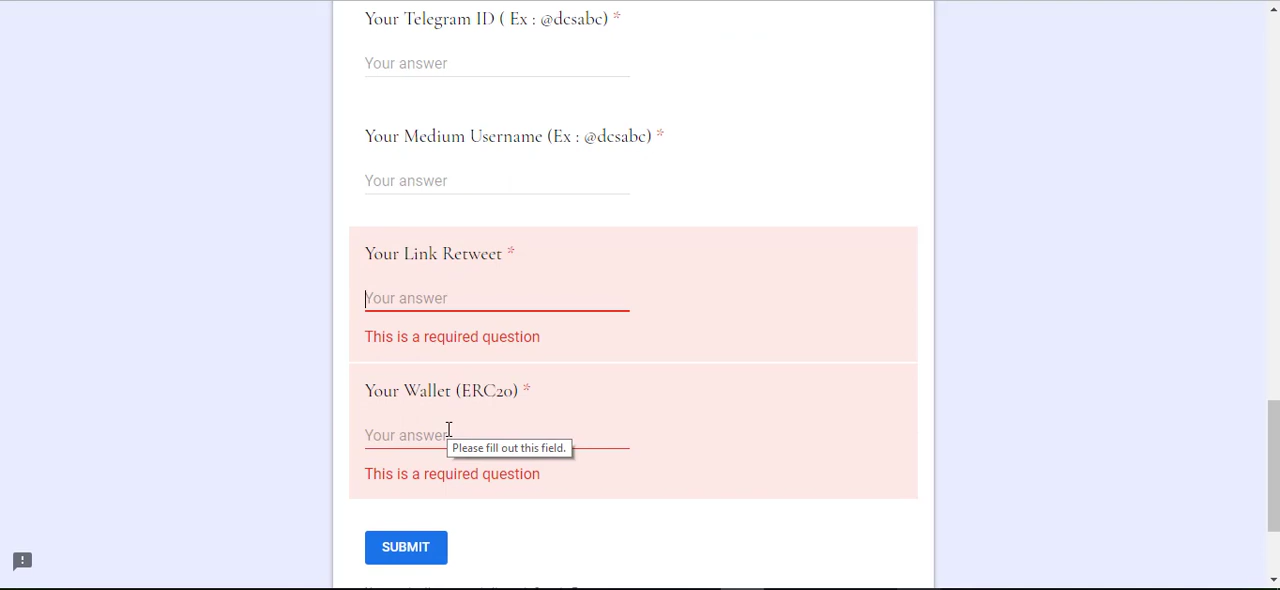 Your Telegram ID ( Ex : @dcsabc) *
Your answer
Your Medium Username (Ex : @dcsabc) *
Your answer
Your Link Retweet *
Your answer
This is a required question
Your Wallet (ERC20) *
Your answer
Please fill out this field.
This is a required question
SUBMIT